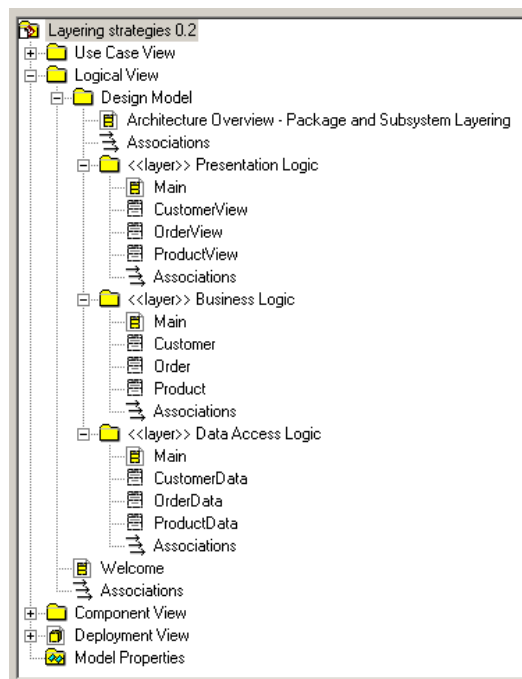 Layering strategies 0.2
Use Case View
Logical View
Design Model
Architecture Overview - Package and Subsystem Layering
Associations
<<layer>> Presentation Logic
Main
CustomerView
OrderView
ProductView
Associations
<<layer>> Business Logic
Main
Customer
Order
Product
Associations
<<layer>> Data Access Logic
Main
CustomerData
OrderData
ProductData
Associations
Welcome
Associations
Component View
Deployment View
Model Properties